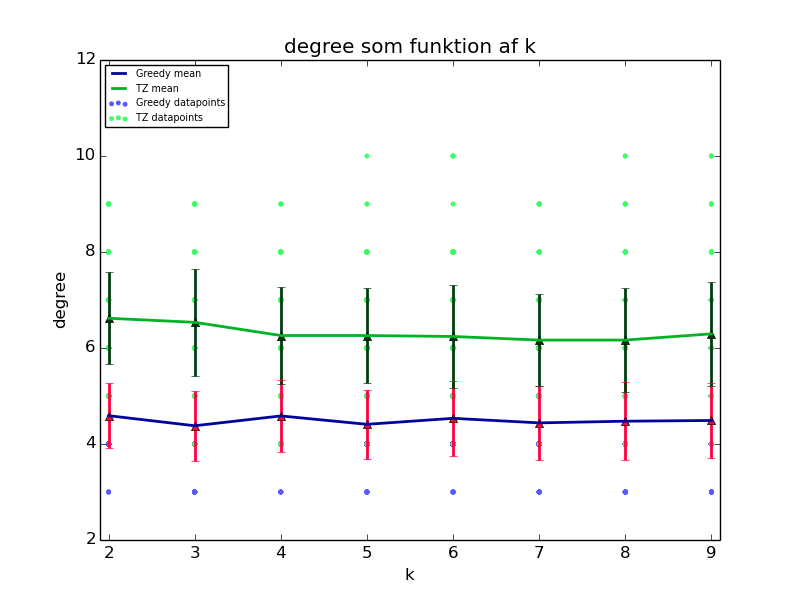 degree som funktion af k
Greedy mean
TZ mean
Greedy datapoints
TZ datapoints
12
10
8
6
4
2
degree
2 3 4 5 6 7 8 9
k